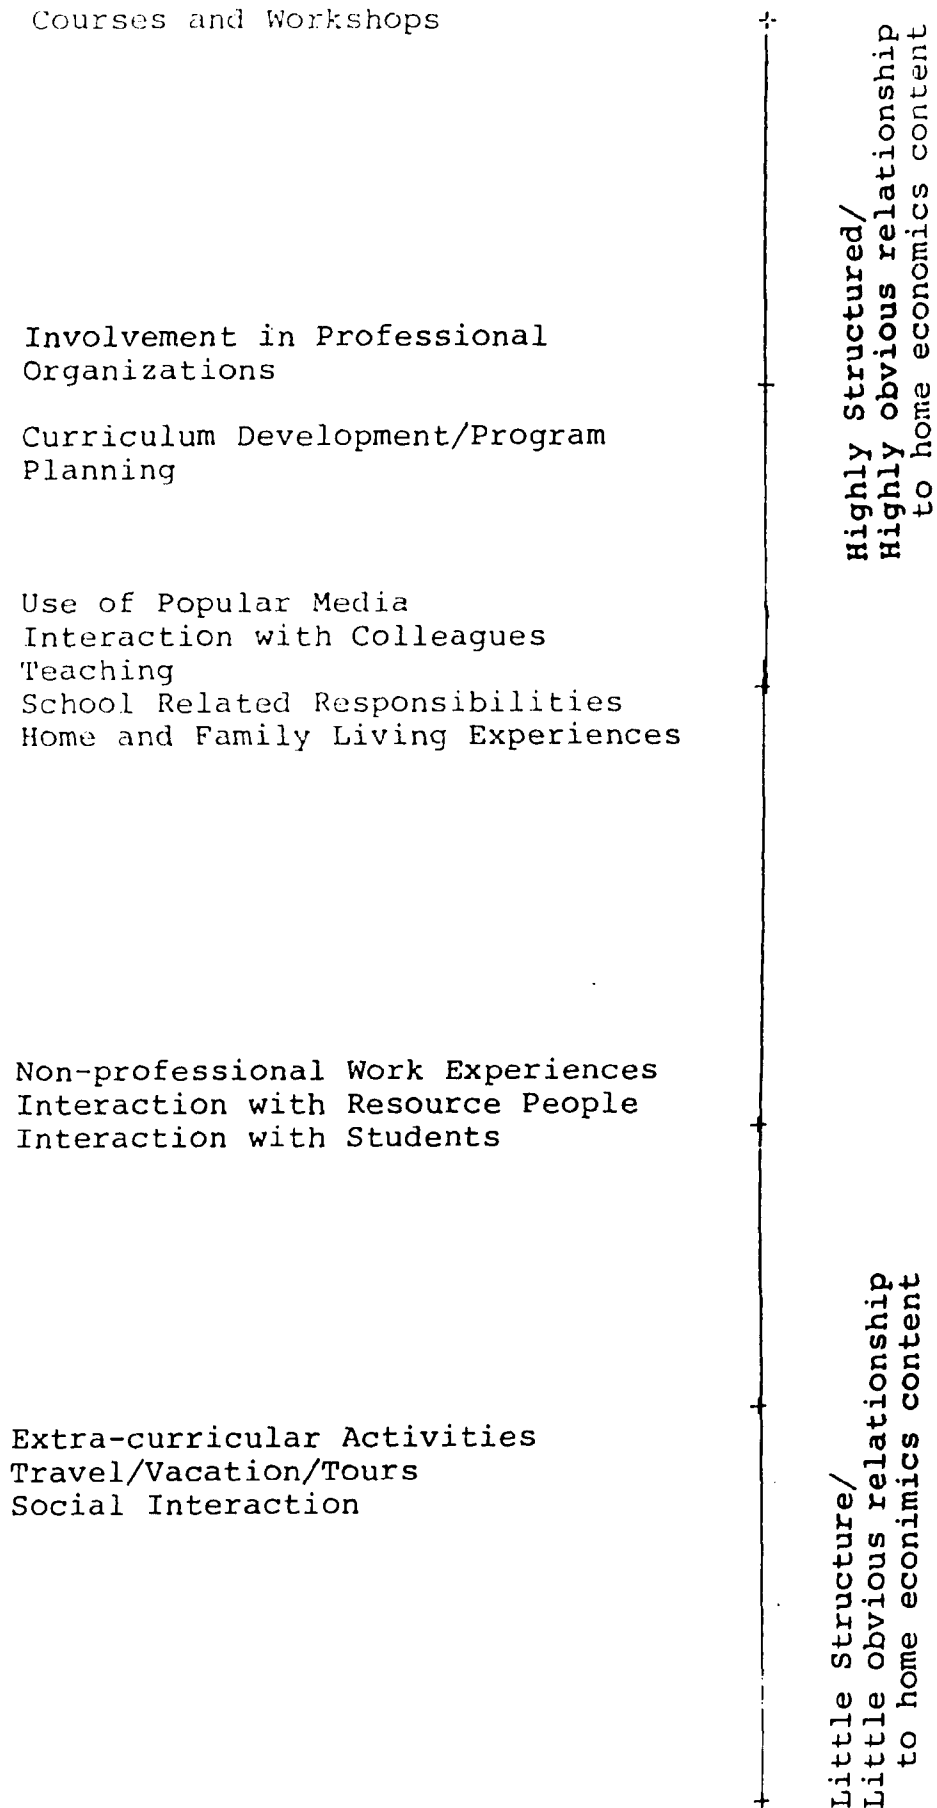 Courses and Workshops
Involvement in Professional
Organizations
Curriculum Development/Program
Planning
Use of Popular Media
Interaction with Colleagues
Teaching
School Related Responsibilities
Home and Family Living Experiences
Non-professional Work Experiences
Interaction with Resource People
Interaction with Students
Extra-curricular Activities
Travel/Vacation/Tours
Social Interaction
Highly Structured/
Highly obvious relationship
to home economics content
Little Structure/
Little obvious relationship
to home econimics content